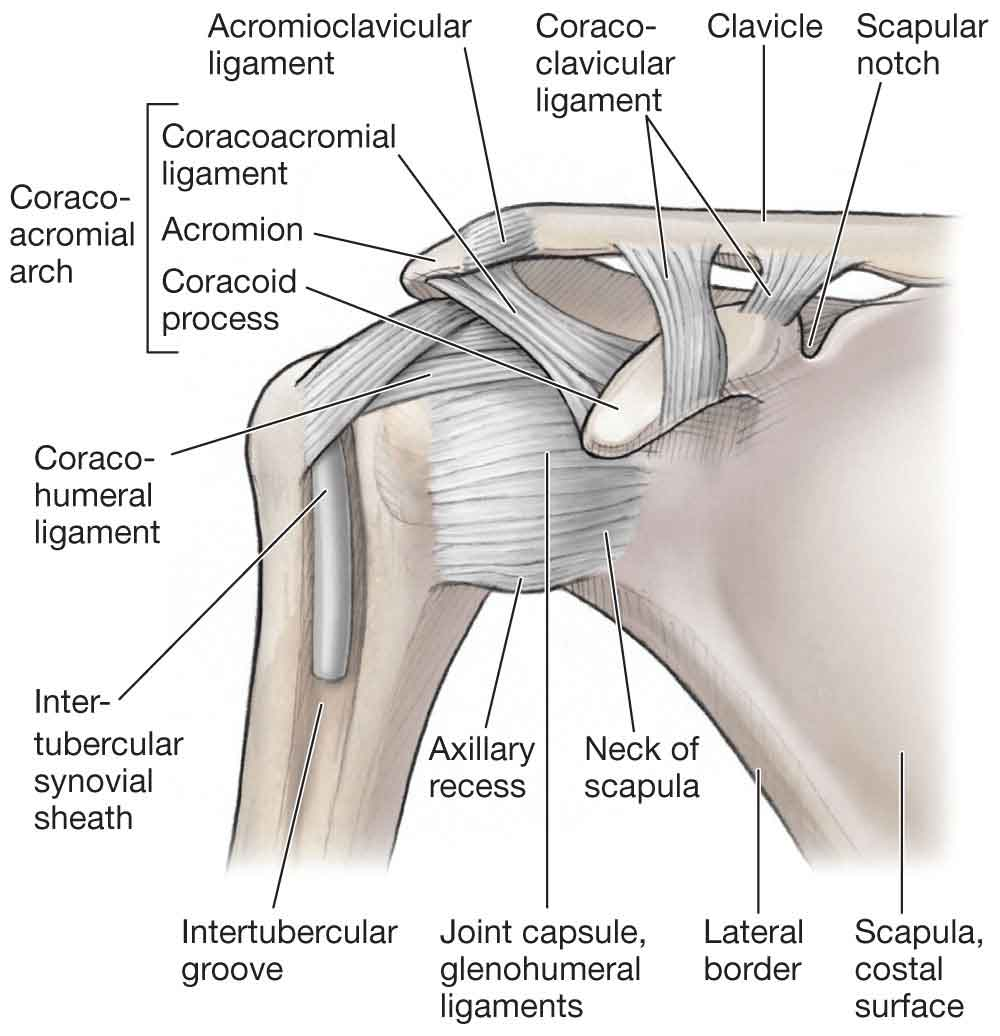 Acromioclavicular
ligament
Coraco-
clavicular
ligament
Clavicle
Scapular
notch
Coraco-
acromial
arch
Coracoacromial
ligament
Acromion
Coracoid
process
Coraco-
humeral
ligament
Inter-
tubercular
synovial
sheath
Axillary
recess
Neck of
scapula
Intertubercular
groove
Joint capsule,
glenohumeral
ligaments
Lateral
border
Scapula,
costal
surface